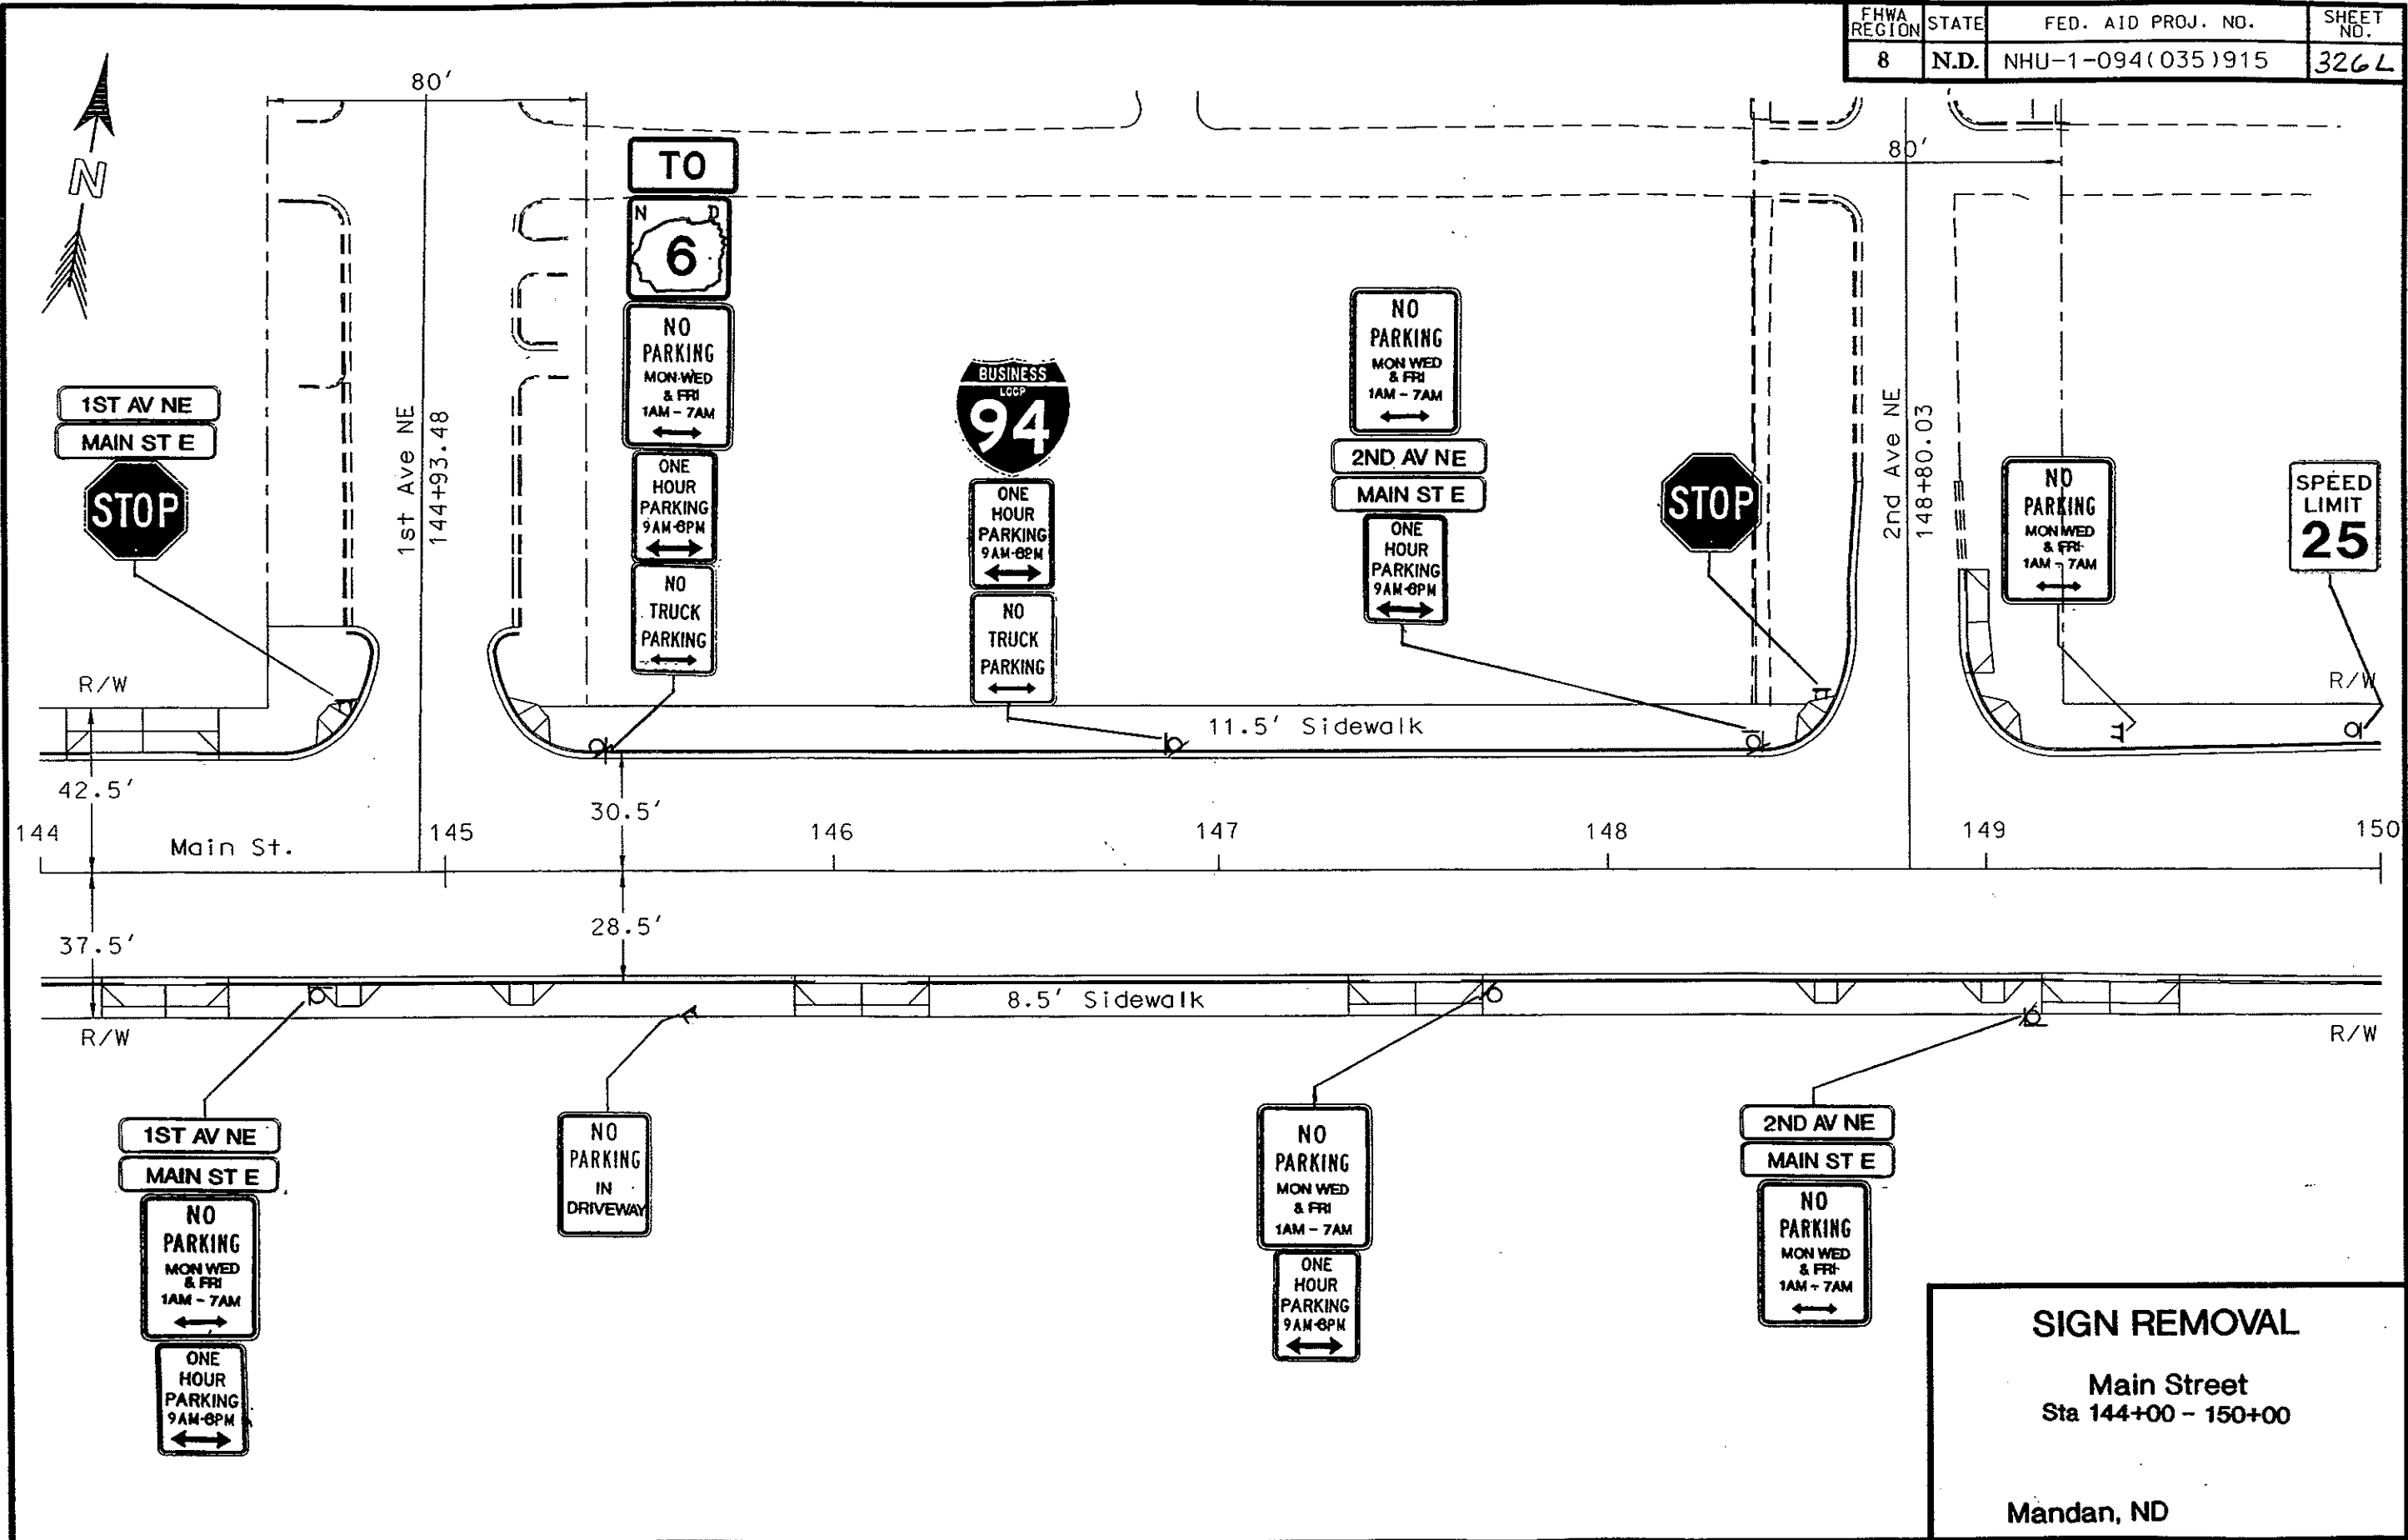 FHWA REGION
STATE
FED. AID PROJ. NO.
SHEET NO.
8
N.D.
NHU-1-094(035)915
326L
80'
80'
N
TO
N D
6
NO
PARKING
MON WED
& FRI
1AM - 7AM
ONE
HOUR
PARKING
9AM-6PM
NO
TRUCK
PARKING
BUSINESS
LOOP
94
ONE
HOUR
PARKING
9AM-6PM
NO
TRUCK
PARKING
NO
PARKING
MON WED
& FRI
1AM - 7AM
2ND AV NE
MAIN ST E
ONE
HOUR
PARKING
9AM-6PM
STOP
1ST AV NE
MAIN ST E
STOP
1st Ave NE
144+93.48
2nd Ave NE
148+80.03
NO
PARKING
MON WED
& FRI
1AM - 7AM
SPEED
LIMIT
25
R/W
R/W
11.5' Sidewalk
42.5'
30.5'
144
145
146
147
148
149
150
Main St.
37.5'
28.5'
8.5' Sidewalk
R/W
R/W
1ST AV NE
MAIN ST E
NO
PARKING
MON WED
& FRI
1AM - 7AM
ONE
HOUR
PARKING
9AM-6PM
NO
PARKING
IN
DRIVEWAY
NO
PARKING
MON WED
& FRI
1AM - 7AM
ONE
HOUR
PARKING
9AM-6PM
2ND AV NE
MAIN ST E
NO
PARKING
MON WED
& FRI
1AM - 7AM
SIGN REMOVAL
Main Street
Sta 144+00 - 150+00
Mandan, ND